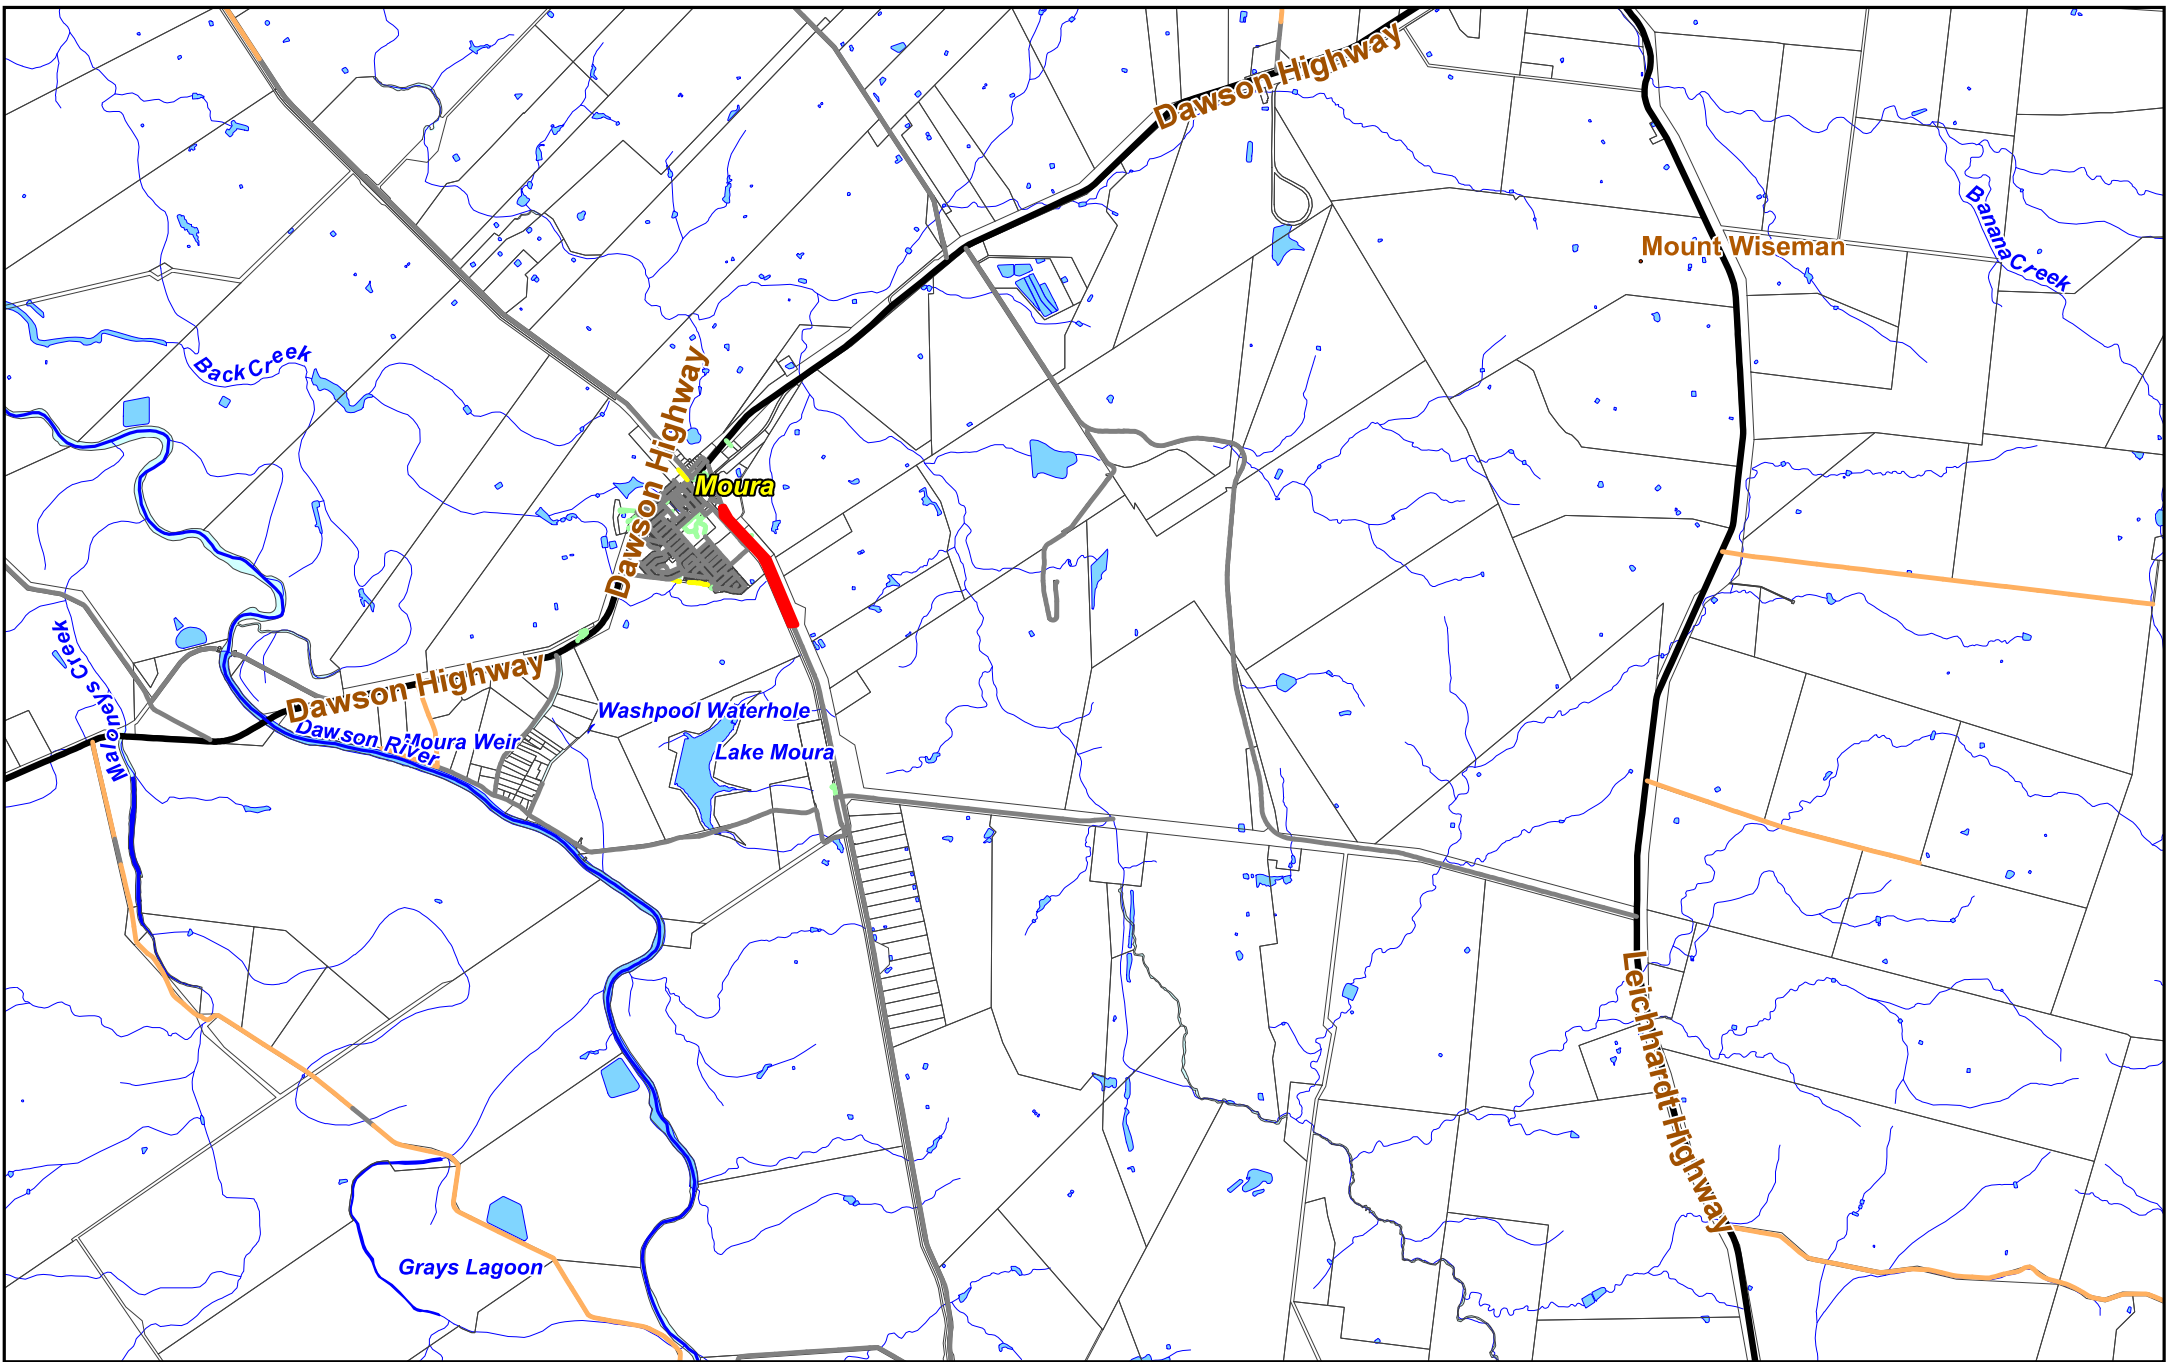 Dawson Highway
Mount Wiseman
Banana Creek
Back Creek
Dawson Highway
Moura
Maloneys Creek
Dawson Highway
Washpool Waterhole
Dawson River
Moura Weir
Lake Moura
Leichhardt Highway
Grays Lagoon